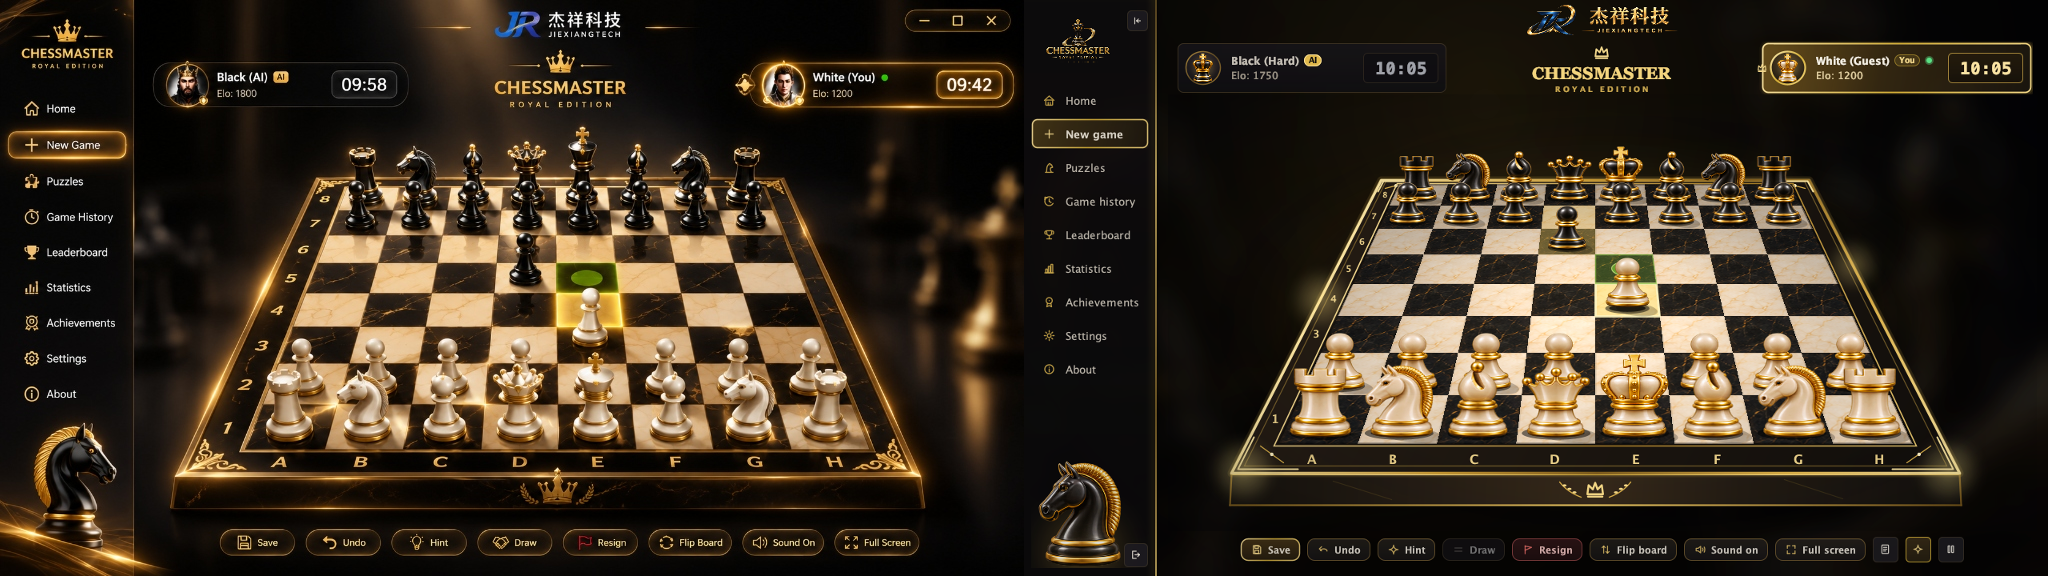 CHESSMASTER
ROYAL EDITION
Home
New Game
Puzzles
Game History
Leaderboard
Statistics
Achievements
Settings
About
JR 杰祥科技
JIEXIANGTECH
Black (AI) AI
Elo: 1800
09:58
CHESSMASTER
ROYAL EDITION
White (You)
Elo: 1200
09:42
8
7
6
5
4
3
2
1
A B C D E F G H
Save
Undo
Hint
Draw
Resign
Flip Board
Sound On
Full Screen
CHESSMASTER
ROYAL EDITION
Home
New game
Puzzles
Game history
Leaderboard
Statistics
Achievements
Settings
About
JR 杰祥科技
JIEXIANGTECH
Black (Hard) AI
Elo: 1750
10:05
CHESSMASTER
ROYAL EDITION
White (Guest) You
Elo: 1200
10:05
8
7
6
5
4
3
1
A B C D E F G H
Save
Undo
Hint
Draw
Resign
Flip board
Sound on
Full screen